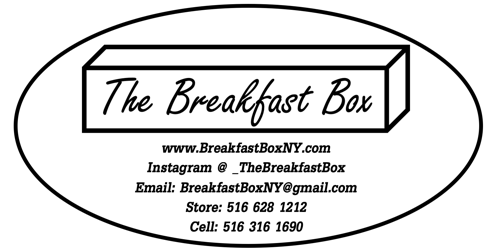 The Breakfast Box
www.BreakfastBoxNY.com
Instagram @ _TheBreakfastBox
Email: BreakfastBoxNY@gmail.com
Store: 516 628 1212
Cell: 516 316 1690